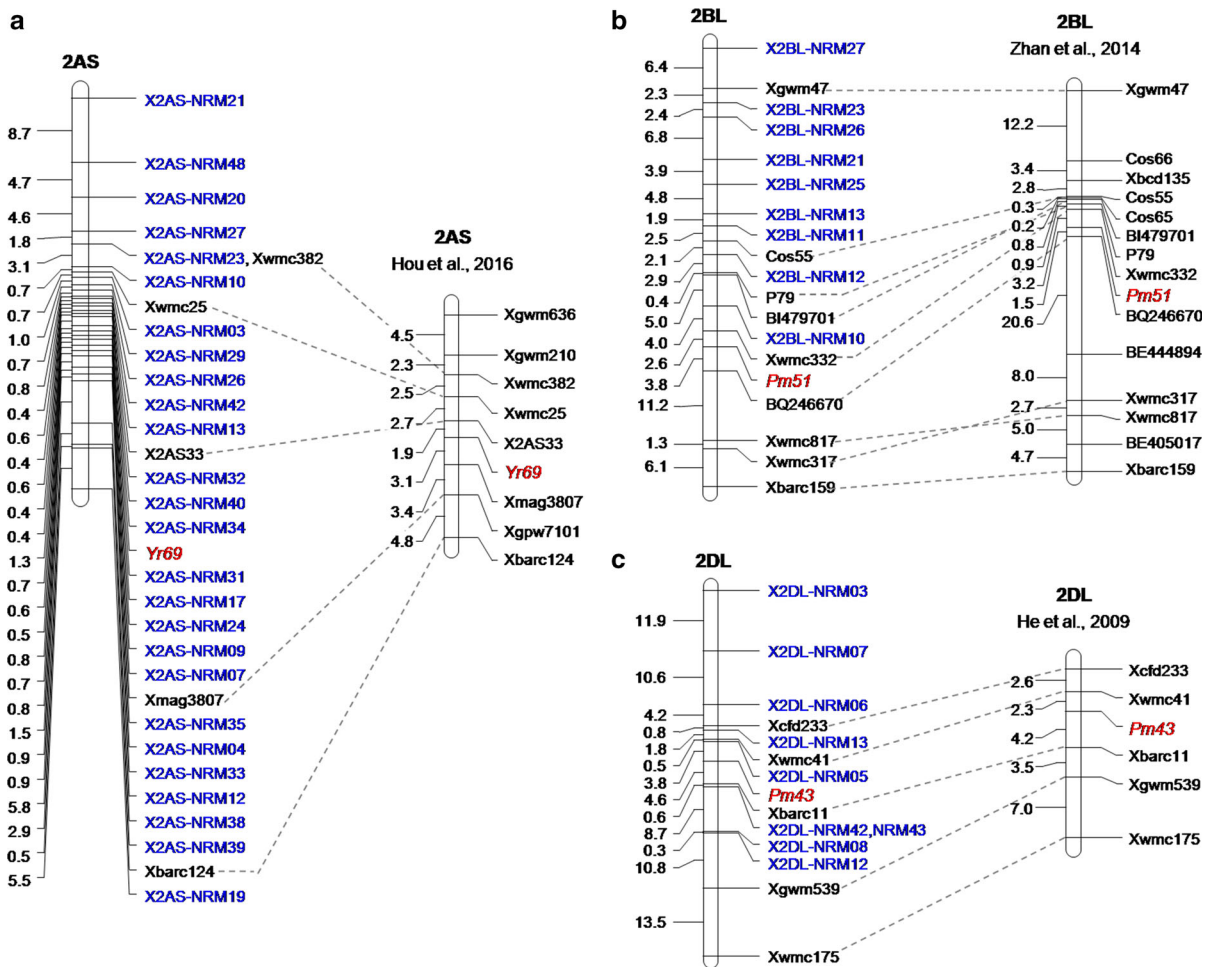 a
2AS
X2AS-NRM21
8.7
X2AS-NRM48
4.7
X2AS-NRM20
4.6
X2AS-NRM27
1.8
X2AS-NRM23, Xwmc382
3.1
X2AS-NRM10
0.7
Xwmc25
0.7
X2AS-NRM03
1.0
X2AS-NRM29
0.7
X2AS-NRM26
0.8
X2AS-NRM42
0.4
X2AS-NRM13
0.6
X2AS33
0.4
X2AS-NRM32
0.6
X2AS-NRM40
0.4
X2AS-NRM34
0.4
Yr69
1.3
X2AS-NRM31
0.7
X2AS-NRM17
0.6
X2AS-NRM24
0.5
X2AS-NRM09
0.8
X2AS-NRM07
0.7
Xmag3807
0.8
X2AS-NRM35
1.5
X2AS-NRM04
0.9
X2AS-NRM33
0.9
X2AS-NRM12
5.8
X2AS-NRM38
2.9
X2AS-NRM39
0.5
Xbarc124
5.5
X2AS-NRM19
2AS
Hou et al., 2016
Xgwm636
4.5
Xgwm210
2.3
Xwmc382
2.5
Xwmc25
2.7
X2AS33
1.9
Yr69
3.1
Xmag3807
3.4
Xgpw7101
4.8
Xbarc124
b
2BL
X2BL-NRM27
6.4
Xgwm47
2.3
X2BL-NRM23
2.4
X2BL-NRM26
6.8
X2BL-NRM21
3.9
X2BL-NRM25
4.8
X2BL-NRM13
1.9
X2BL-NRM11
2.5
Cos55
2.1
X2BL-NRM12
2.9
P79
0.4
BI479701
5.0
X2BL-NRM10
4.0
Xwmc332
2.6
Pm51
3.8
BQ246670
11.2
Xwmc817
1.3
Xwmc317
6.1
Xbarc159
2BL
Zhan et al., 2014
Xgwm47
12.2
Cos66
3.4
Xbcd135
2.8
Cos55
0.3
Cos65
0.2
BI479701
0.8
P79
0.9
Xwmc332
3.2
Pm51
1.5
BQ246670
20.6
BE444894
8.0
Xwmc317
2.7
Xwmc817
5.0
BE405017
4.7
Xbarc159
c
2DL
X2DL-NRM03
11.9
X2DL-NRM07
10.6
X2DL-NRM06
4.2
Xcfd233
0.8
X2DL-NRM13
1.8
Xwmc41
0.5
X2DL-NRM05
3.8
Pm43
4.6
Xbarc11
0.6
X2DL-NRM42,NRM43
8.7
X2DL-NRM08
0.3
X2DL-NRM12
10.8
Xgwm539
13.5
Xwmc175
2DL
He et al., 2009
Xcfd233
2.6
Xwmc41
2.3
Pm43
4.2
Xbarc11
3.5
Xgwm539
7.0
Xwmc175